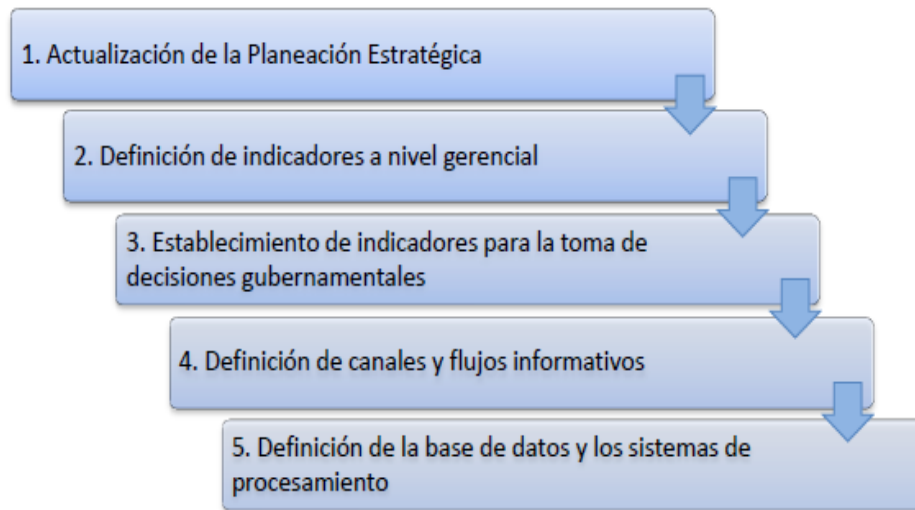 1. Actualización de la Planeación Estratégica
2. Definición de indicadores a nivel gerencial
3. Establecimiento de indicadores para la toma de
decisiones gubernamentales
4. Definición de canales y flujos informativos
5. Definición de la base de datos y los sistemas de
procesamiento